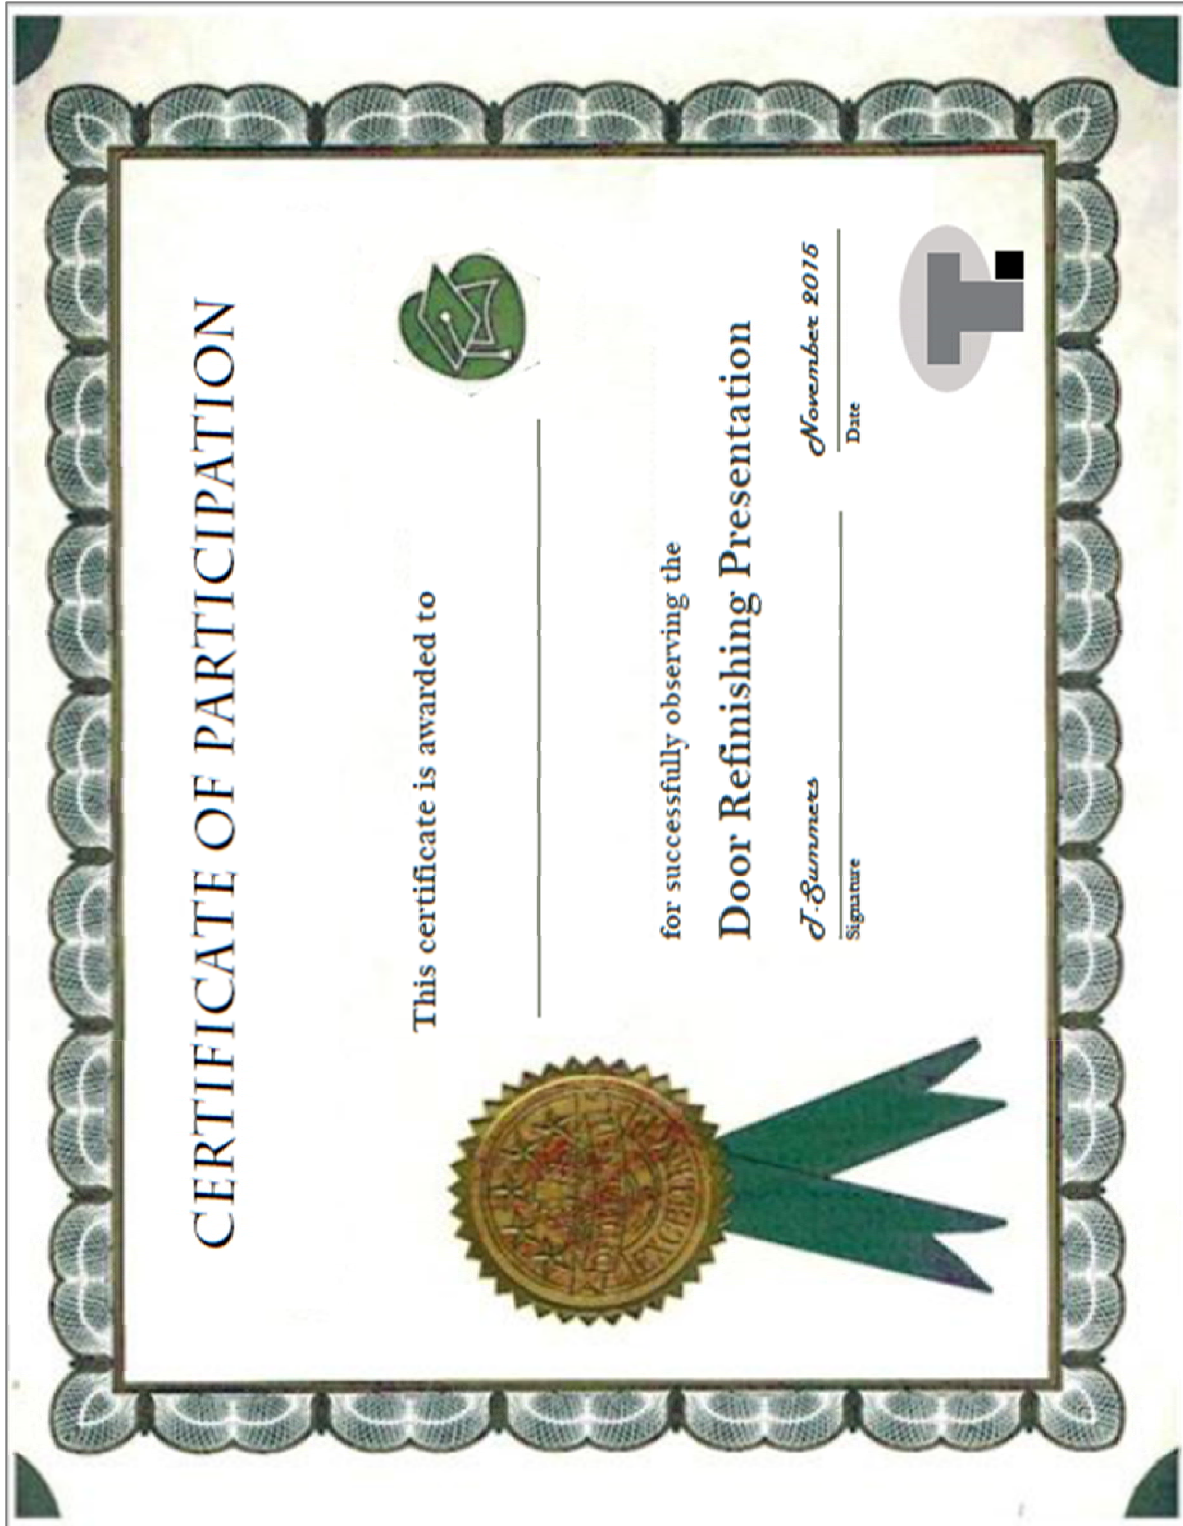 CERTIFICATE OF PARTICIPATION
This certificate is awarded to
for successfully observing the
Door Refinishing Presentation
J. Summers
November 2015
Signature
Date